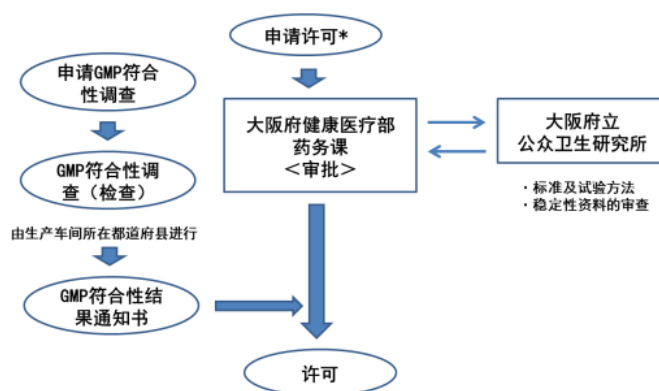 申请许可*
申请GMP符合
性调查
大阪府健康医疗部
药务课
<审批>
大阪府立
公众卫生研究所
GMP符合性调
查（检查）
・标准及试验方法
・稳定性资料的审查
由生产车间所在都道府县进行
GMP符合性结
果通知书
许可